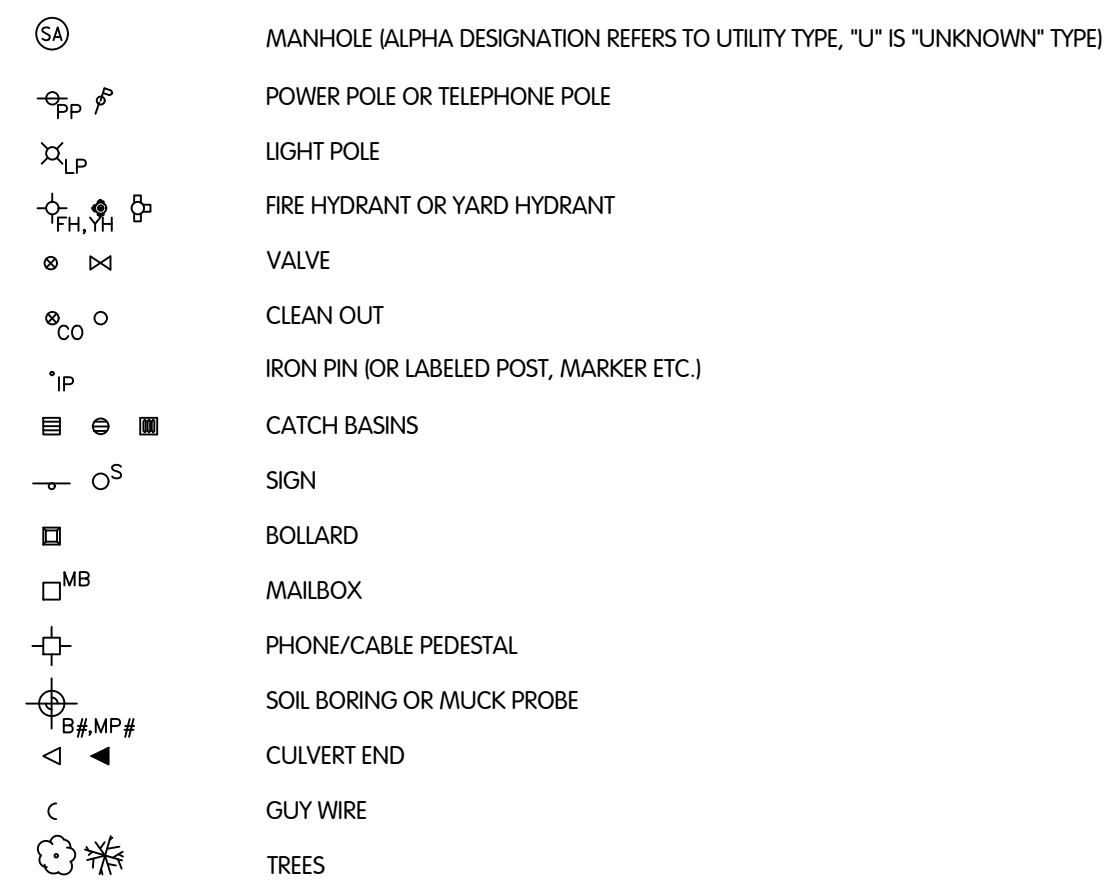 SA MANHOLE (ALPHA DESIGNATION REFERS TO UTILITY TYPE, "U" IS "UNKNOWN" TYPE)
PP POWER POLE OR TELEPHONE POLE
LP LIGHT POLE
FH,YH FIRE HYDRANT OR YARD HYDRANT
VALVE
CO CLEAN OUT
IP IRON PIN (OR LABELED POST, MARKER ETC.)
CATCH BASINS
S SIGN
BOLLARD
MB MAILBOX
PHONE/CABLE PEDESTAL
B#,MP# SOIL BORING OR MUCK PROBE
CULVERT END
GUY WIRE
TREES